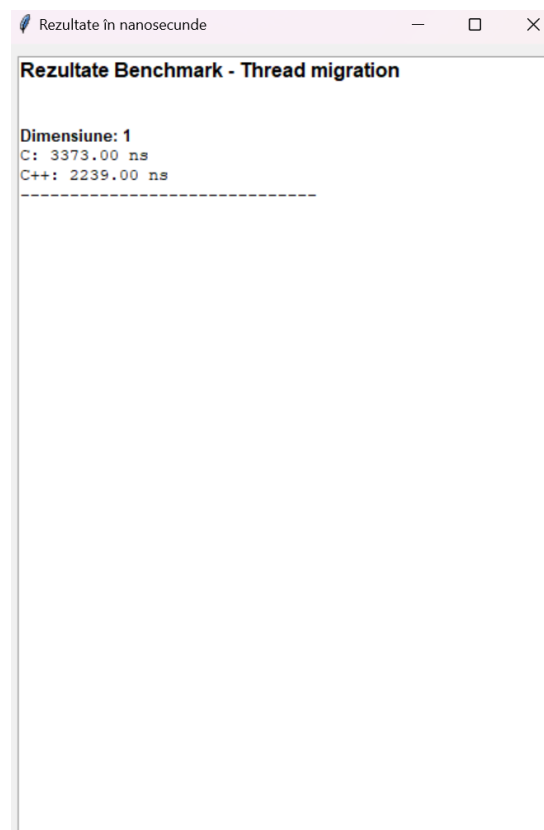 Rezultate în nanosecunde
Rezultate Benchmark - Thread migration
Dimensiune: 1
C: 3373.00 ns
C++: 2239.00 ns
------------------------------